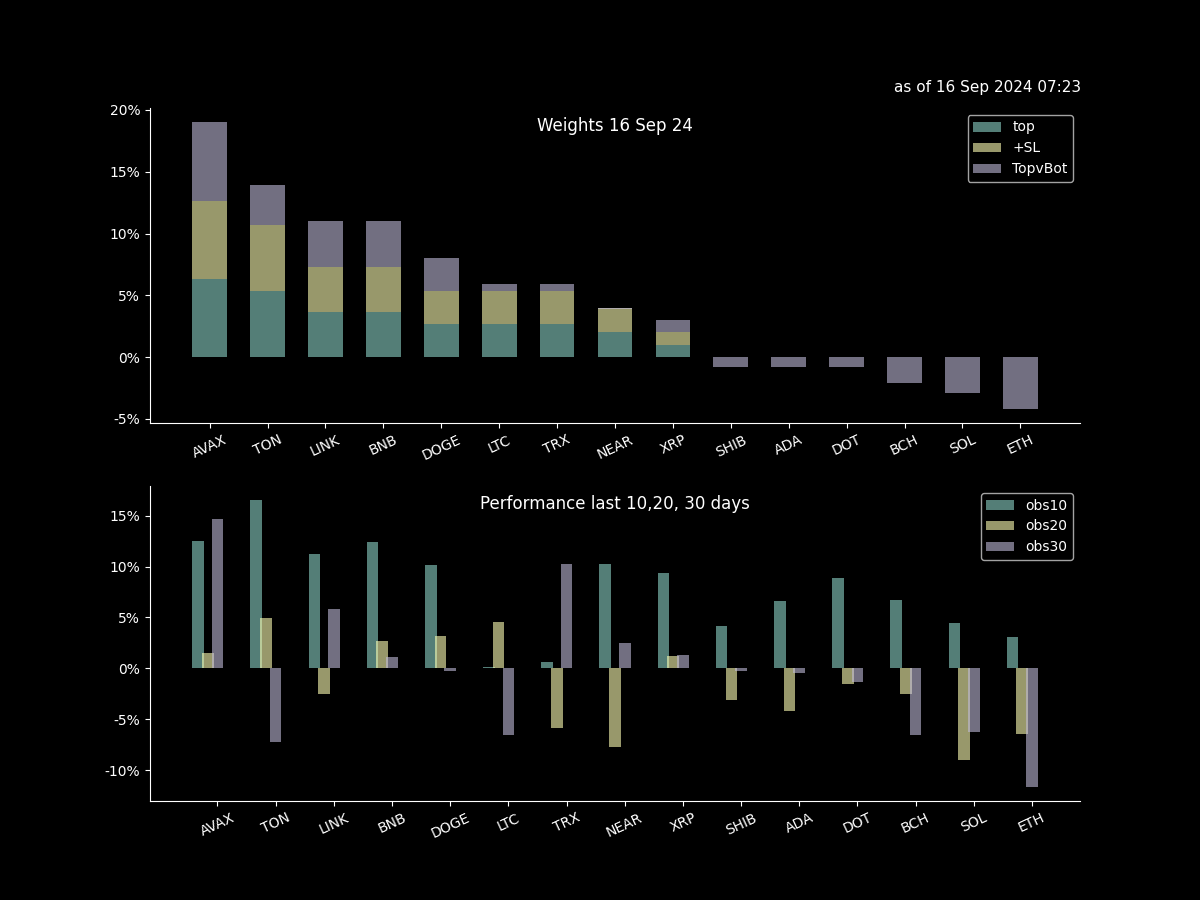 as of 16 Sep 2024 07:23
Weights 16 Sep 24
top
+SL
TopvBot
20%
15%
10%
5%
0%
-5%
AVAX TON LINK BNB DOGE LTC TRX NEAR XRP SHIB ADA DOT BCH SOL ETH
Performance last 10,20, 30 days
obs10
obs20
obs30
15%
10%
5%
0%
-5%
-10%
AVAX TON LINK BNB DOGE LTC TRX NEAR XRP SHIB ADA DOT BCH SOL ETH